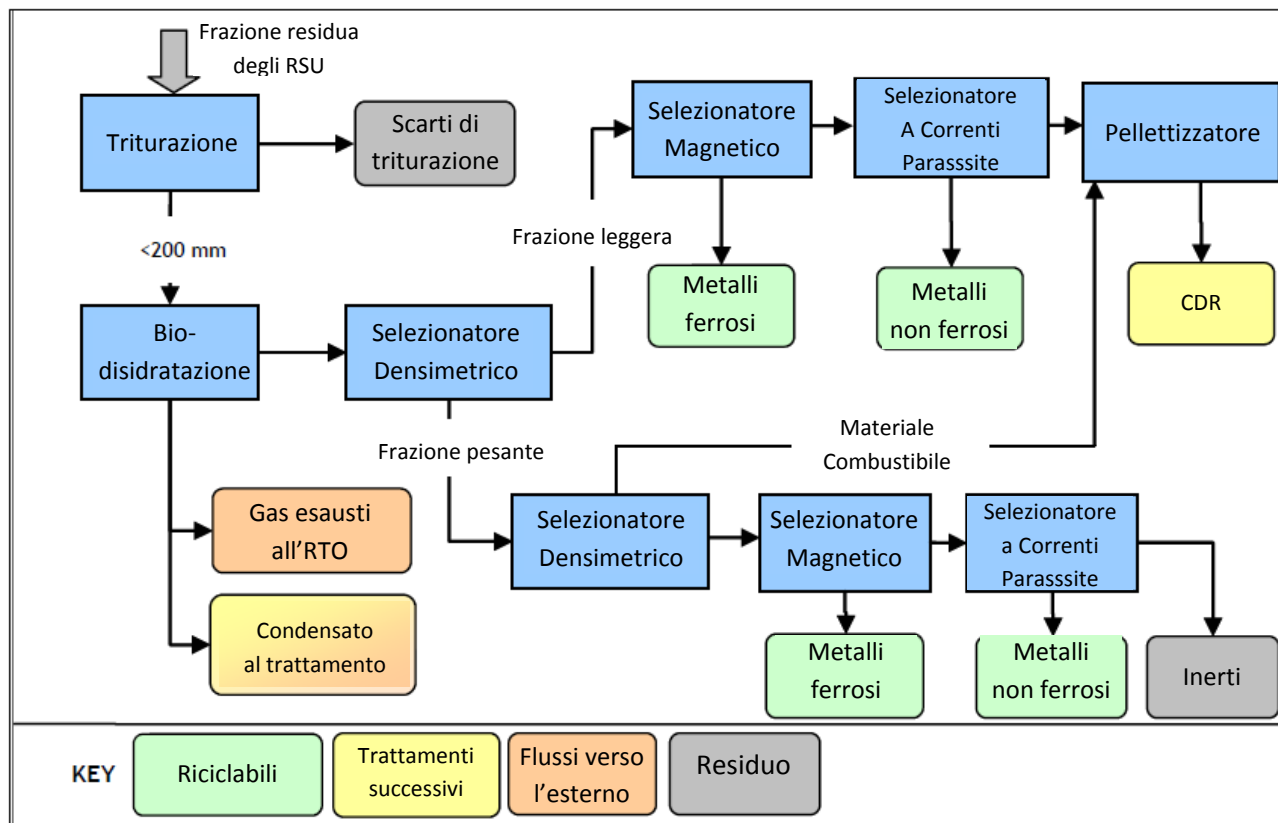 Frazione residua
degli RSU
Triturazione
Scarti di
triturazione
Selezionatore
Magnetico
Selezionatore
A Correnti
Parasssite
Pellettizzatore
<200 mm
Frazione leggera
Metalli
ferrosi
Metalli
non ferrosi
CDR
Bio-
disidratazione
Selezionatore
Densimetrico
Frazione pesante
Materiale
Combustibile
Gas esausti
all'RTO
Selezionatore
Densimetrico
Selezionatore
Magnetico
Selezionatore
a Correnti
Parasssite
Condensato
al trattamento
Metalli
ferrosi
Metalli
non ferrosi
Inerti
KEY
Riciclabili
Trattamenti
successivi
Flussi verso
l'esterno
Residuo